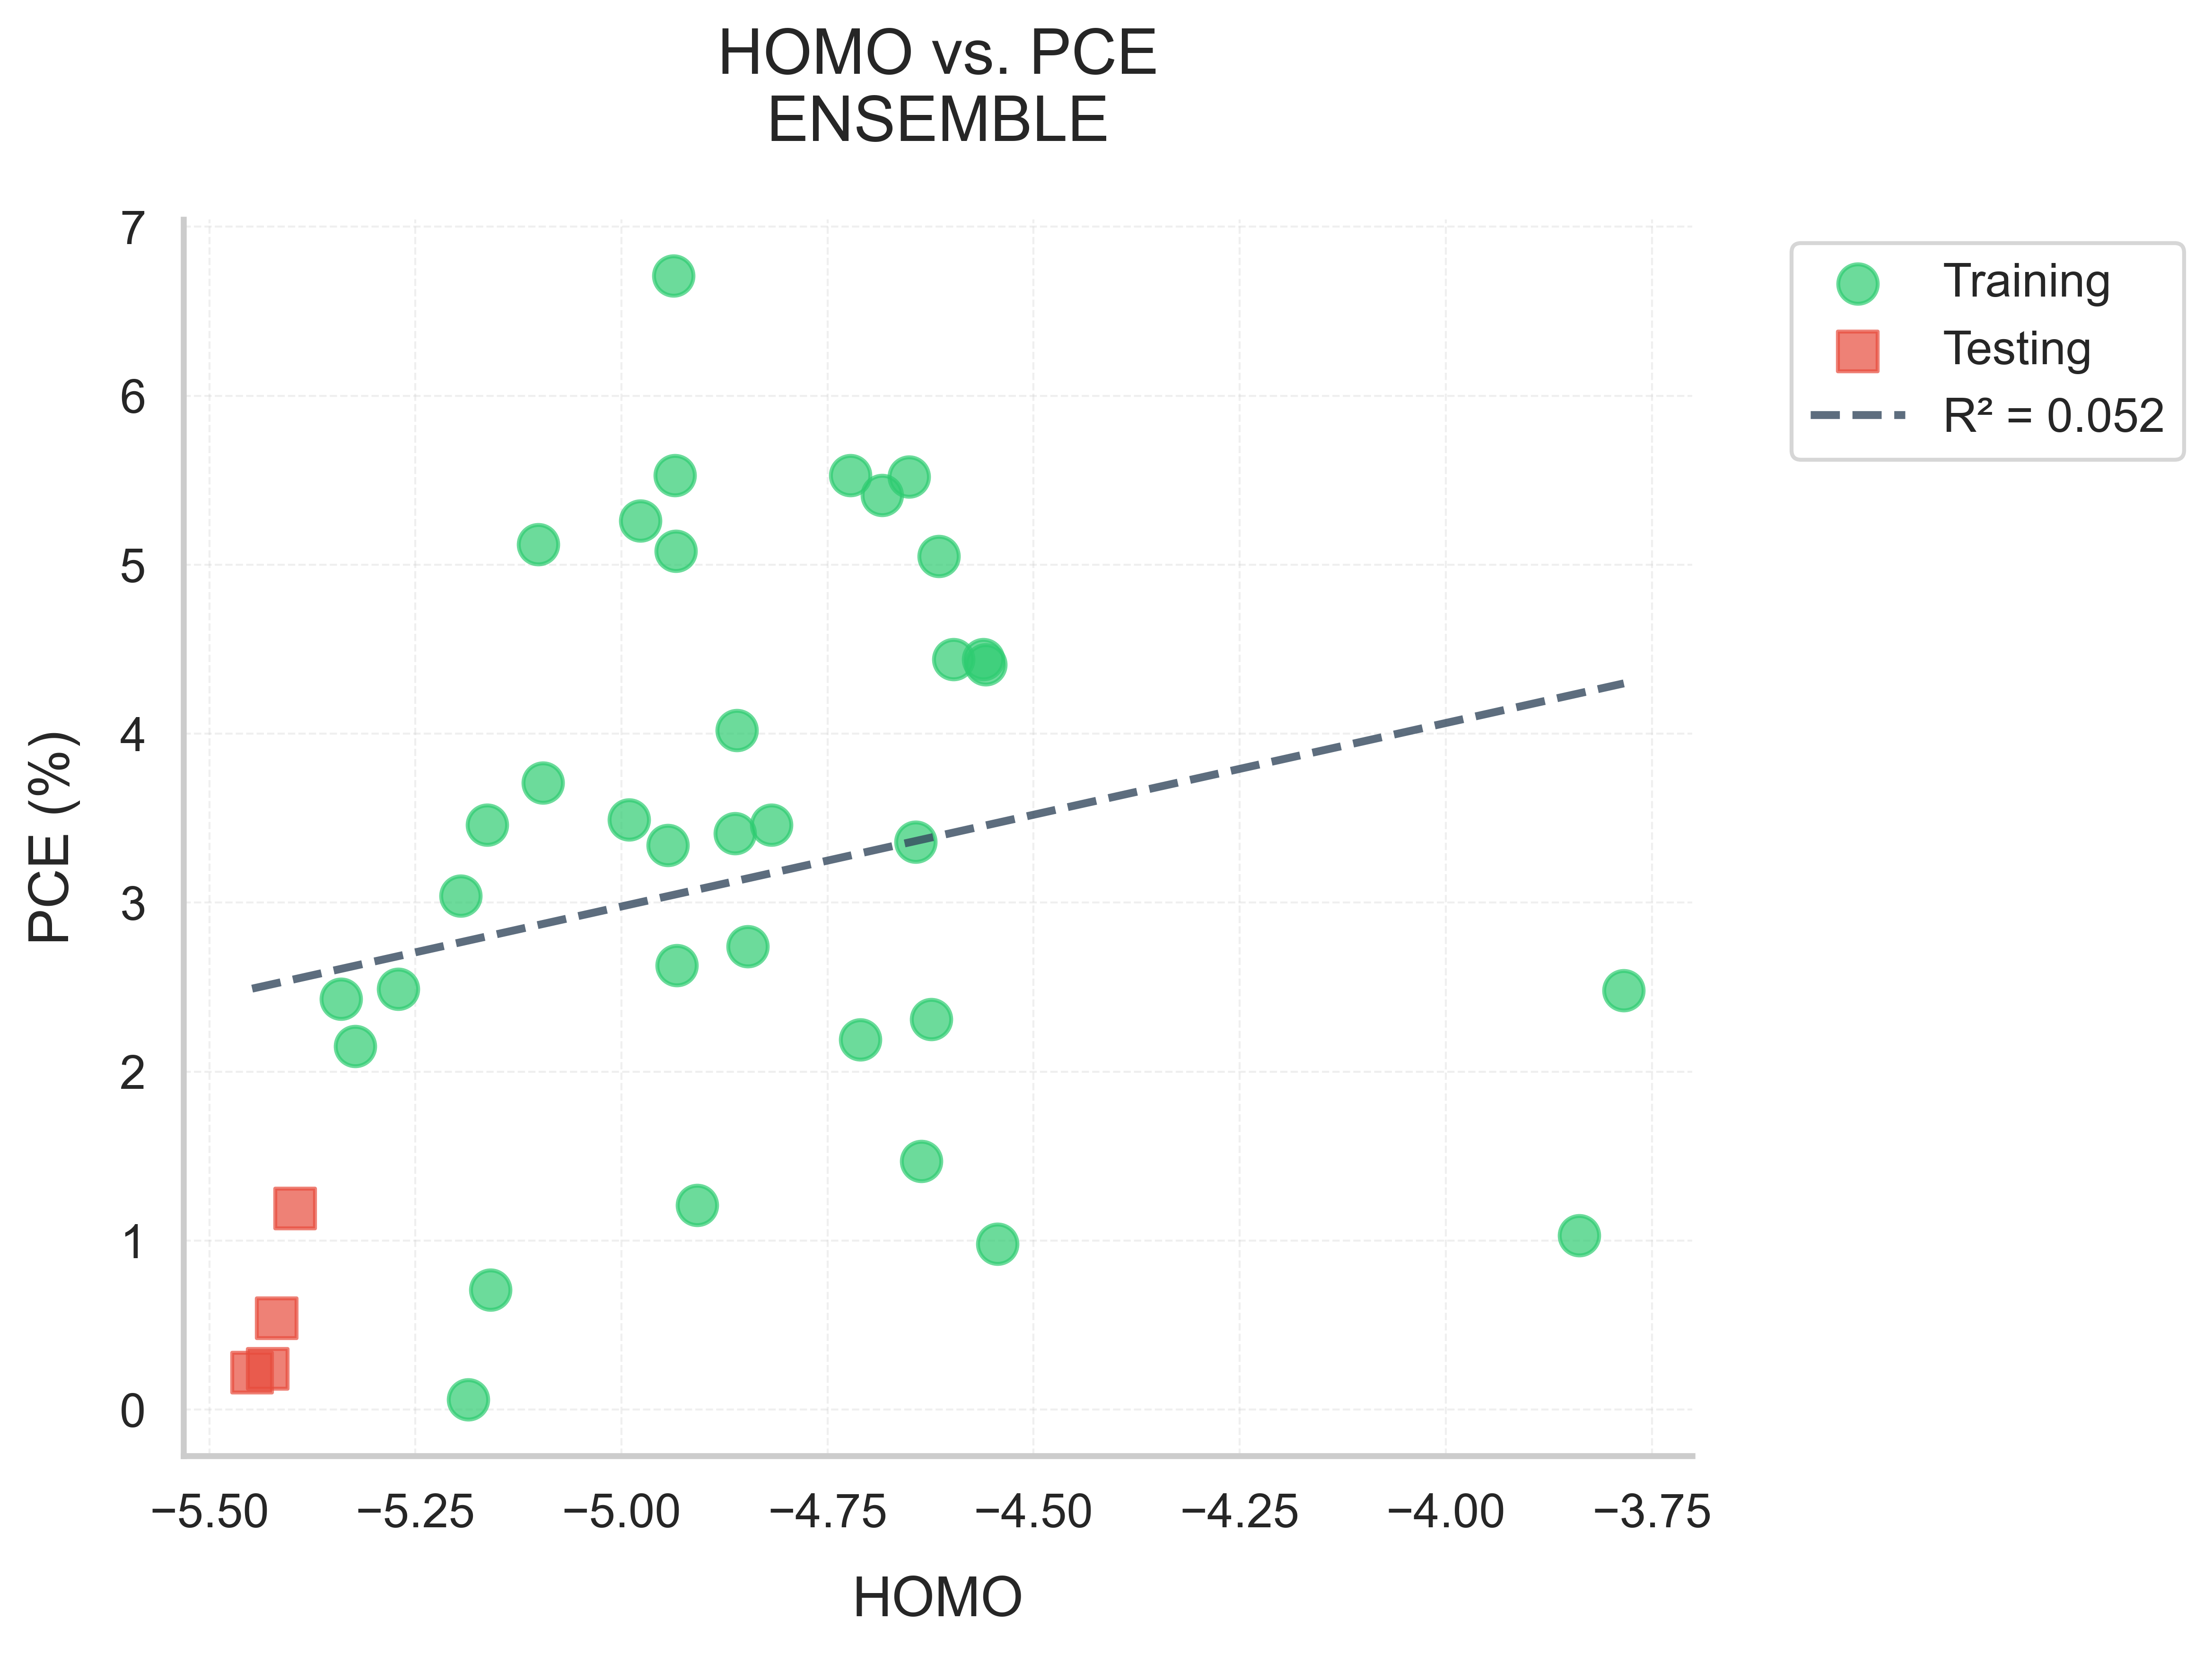 HOMO vs. PCE
ENSEMBLE
7
6
5
4
3
2
1
0
PCE (%)
−5.50 −5.25 −5.00 −4.75 −4.50 −4.25 −4.00 −3.75
HOMO
Training
Testing
R² = 0.052